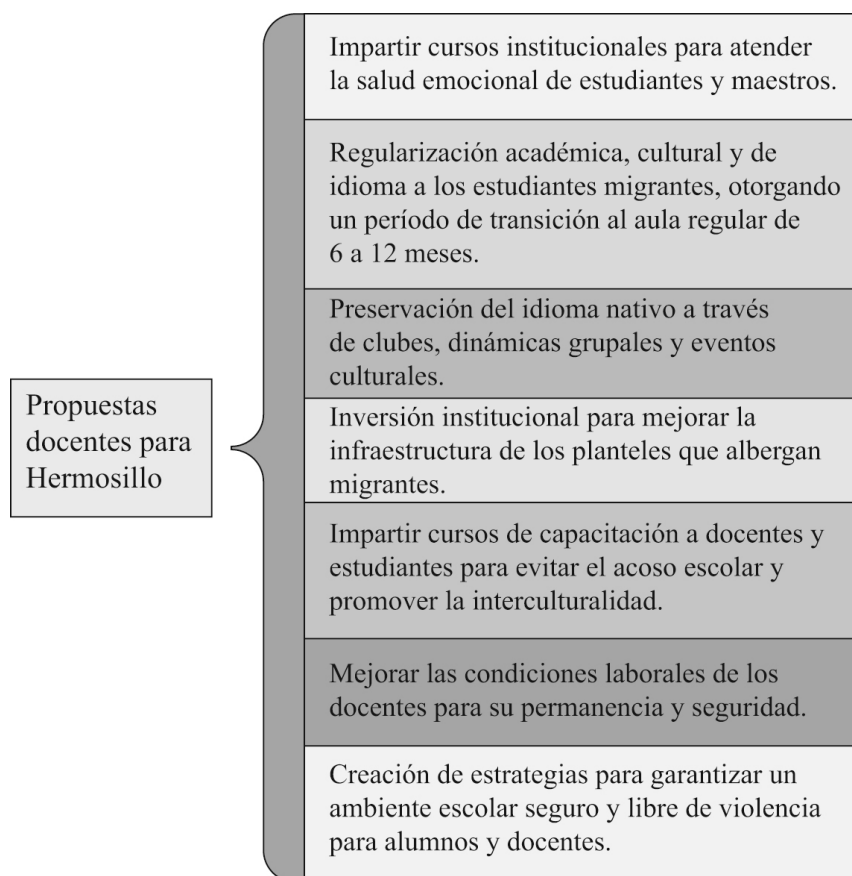 Propuestas
docentes para
Hermosillo
Impartir cursos institucionales para atender
la salud emocional de estudiantes y maestros.
Regularización académica, cultural y de
idioma a los estudiantes migrantes, otorgando
un período de transición al aula regular de
6 a 12 meses.
Preservación del idioma nativo a través
de clubes, dinámicas grupales y eventos
culturales.
Inversión institucional para mejorar la
infraestructura de los planteles que albergan
migrantes.
Impartir cursos de capacitación a docentes y
estudiantes para evitar el acoso escolar y
promover la interculturalidad.
Mejorar las condiciones laborales de los
docentes para su permanencia y seguridad.
Creación de estrategias para garantizar un
ambiente escolar seguro y libre de violencia
para alumnos y docentes.